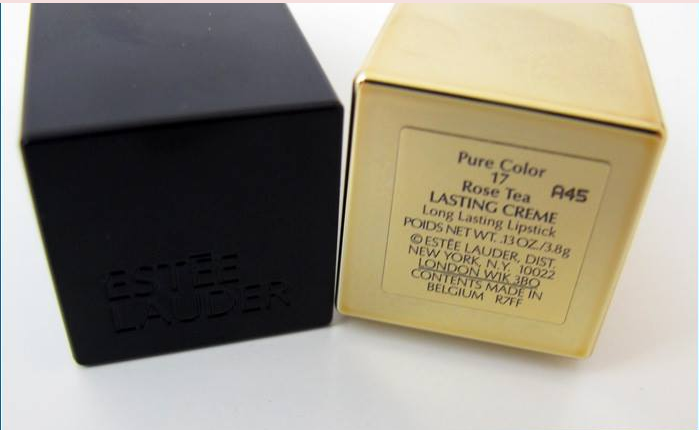 ESTĒE
LAUDER
Pure Color
17
Rose Tea A45
LASTING CREME
Long Lasting Lipstick
POIDS NET WT. .13 OZ./3.8g
© ESTĒE LAUDER, DIST.
NEW YORK, N.Y. 10022
LONDON W1K 3BQ
CONTENTS MADE IN
BELGIUM R7FF